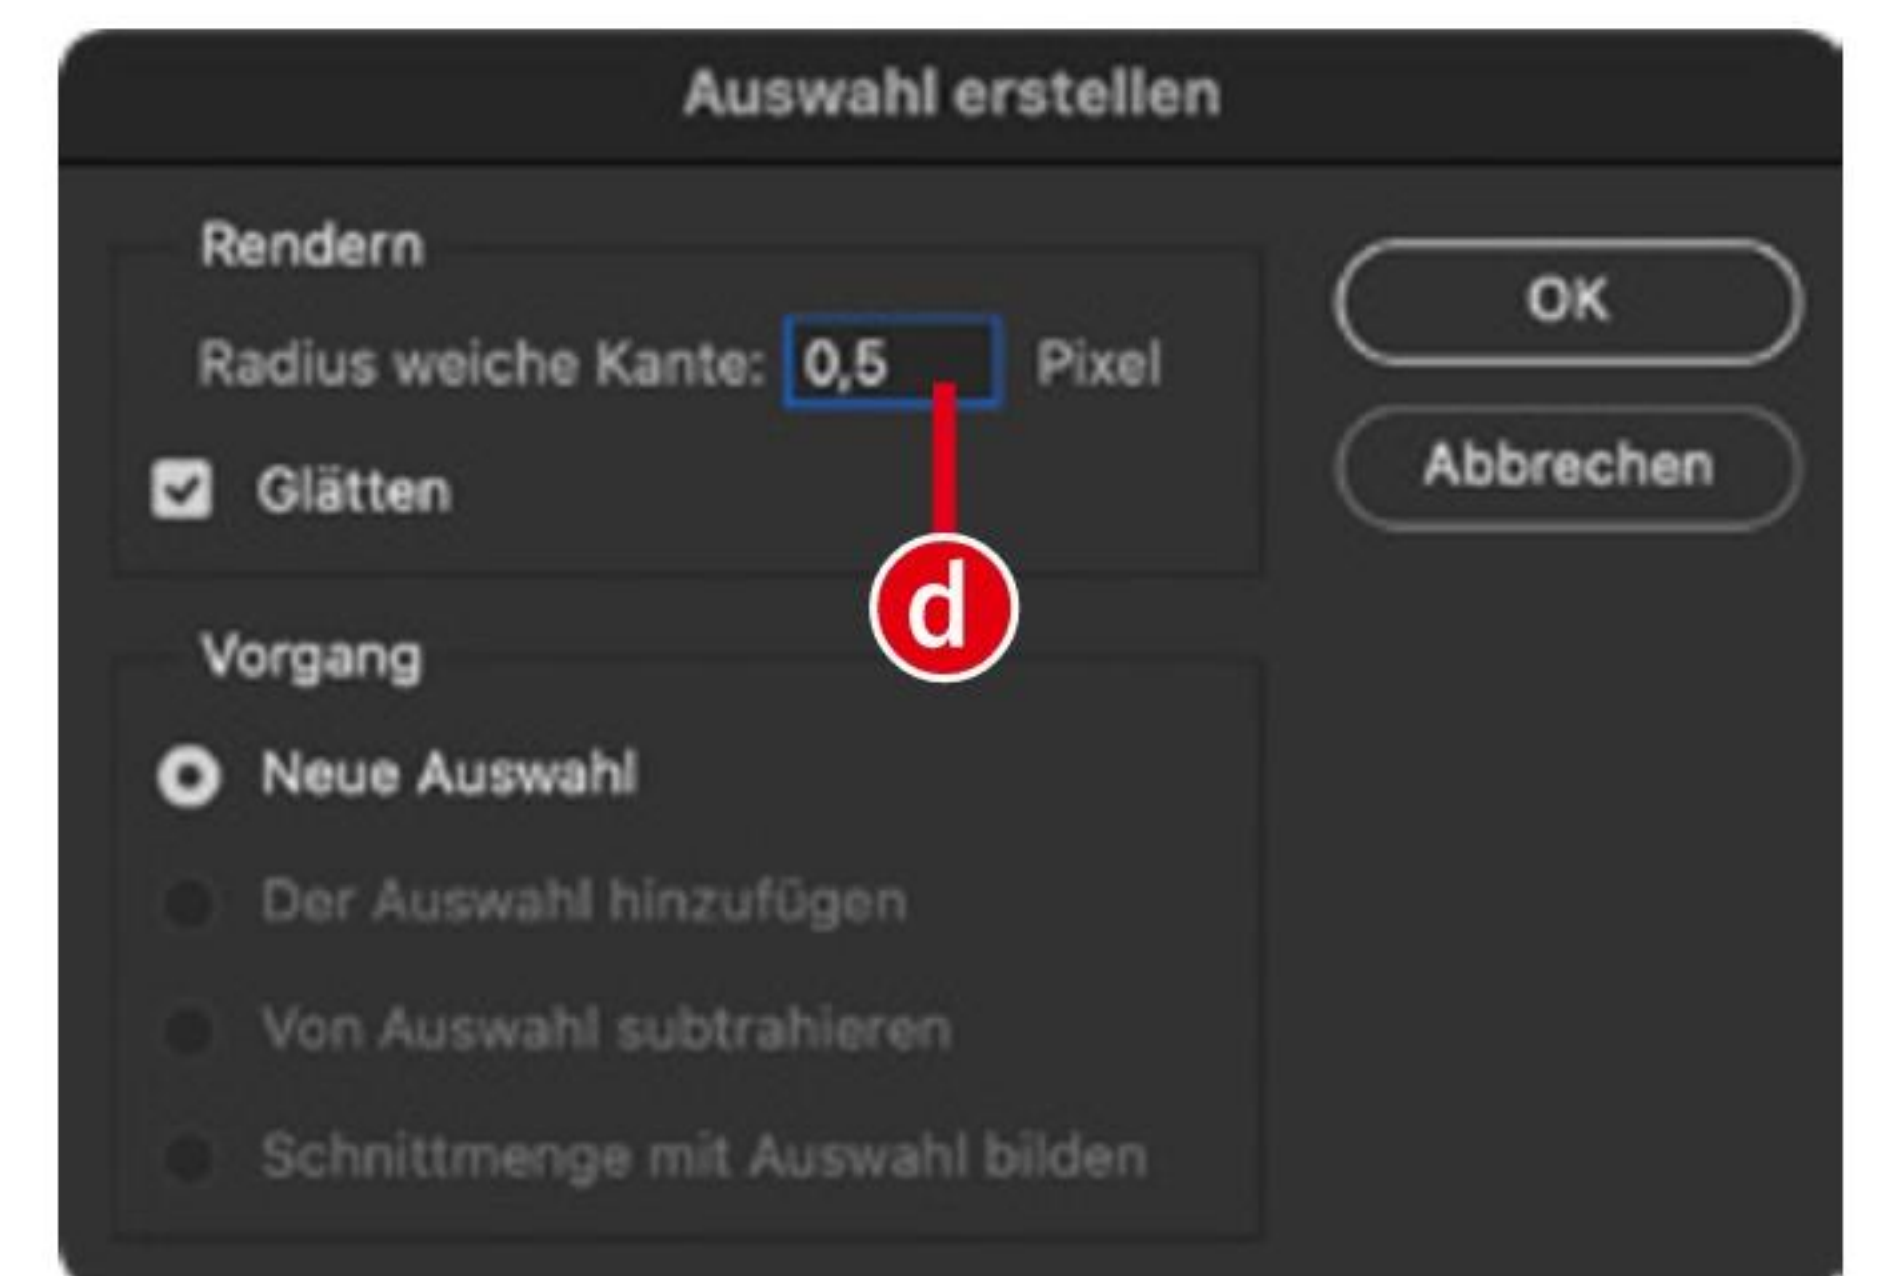 Auswahl erstellen
Rendern
Radius weiche Kante: 0,5 Pixel
Glätten
d
OK
Abbrechen
Vorgang
Neue Auswahl
Der Auswahl hinzufügen
Von Auswahl subtrahieren
Schnittmenge mit Auswahl bilden